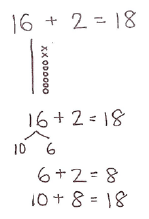 16 + 2 = 18
16 + 2 = 18
10 6
6 + 2 = 8
10 + 8 = 18